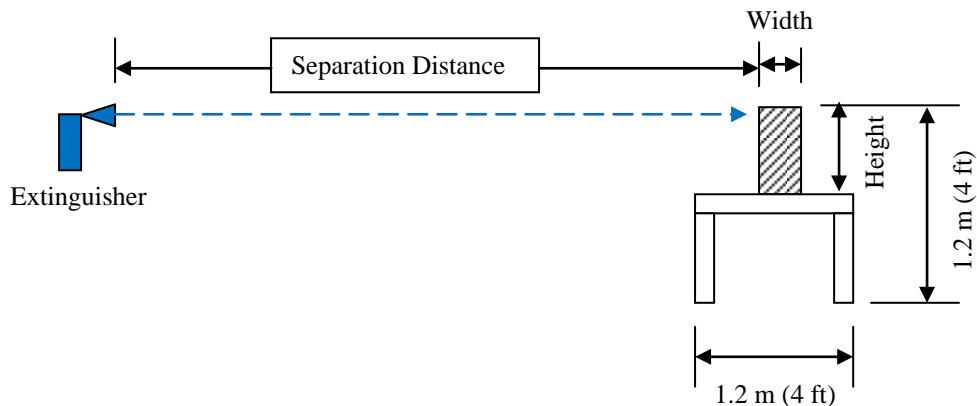 Width
Separation Distance
Extinguisher
Height
1.2 m (4 ft)
1.2 m (4 ft)